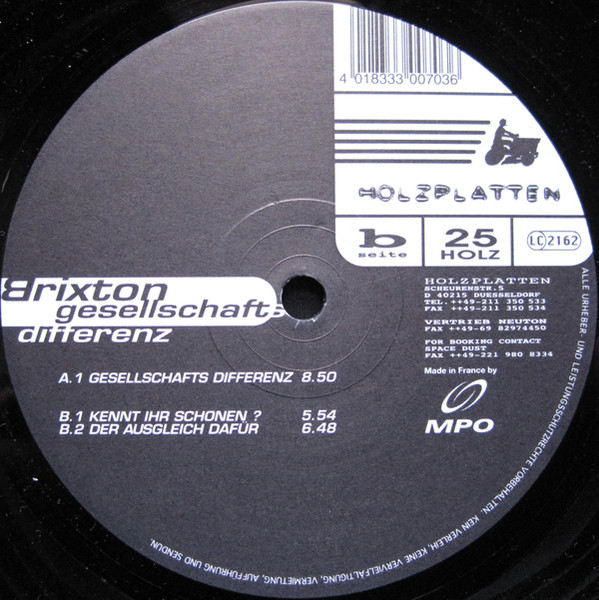 4 018333 007036
HOLZPLATTEN
b
seite
25
HOLZ
LC 2162
Brixton
gesellschafts
differenz
A.1 GESELLSCHAFTS DIFFERENZ 8.50
B.1 KENNT IHR SCHONEN ? 5.54
B.2 DER AUSGLEICH DAFÜR 6.48
HOLZPLATTEN
SCHEURENSTR.5
D 40215 DUESSELDORF
TEL. ++49-211 350 533
FAX ++49-211 350 534
VERTRIEB NEUTON
FAX ++49-69 82974450
FOR BOOKING CONTACT
SPACE DUST
FAX ++49-221 980 8334
Made in France by
MPO
ALLE URHEBER- UND LEISTUNGSSCHUTZRECHTE VORBEHALTEN. KEIN VERLEIH, KEINE VERVIELFÄLTIGUNG, VERMIETUNG, AUFFÜHRUNG UND SENDUN.